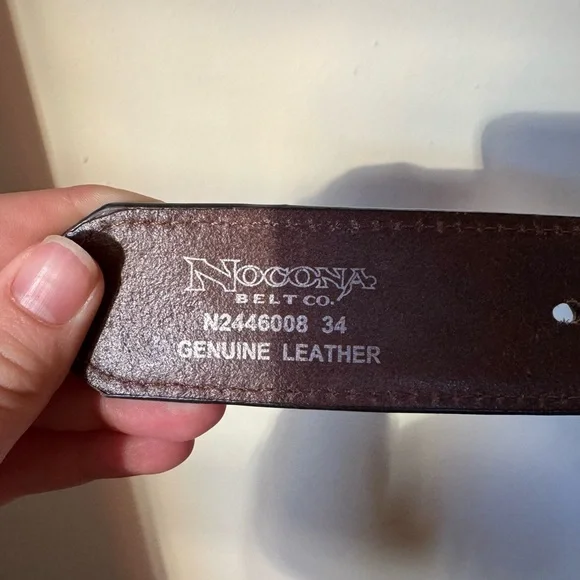 NOCONA
BELT CO.
N2446008 34
GENUINE LEATHER